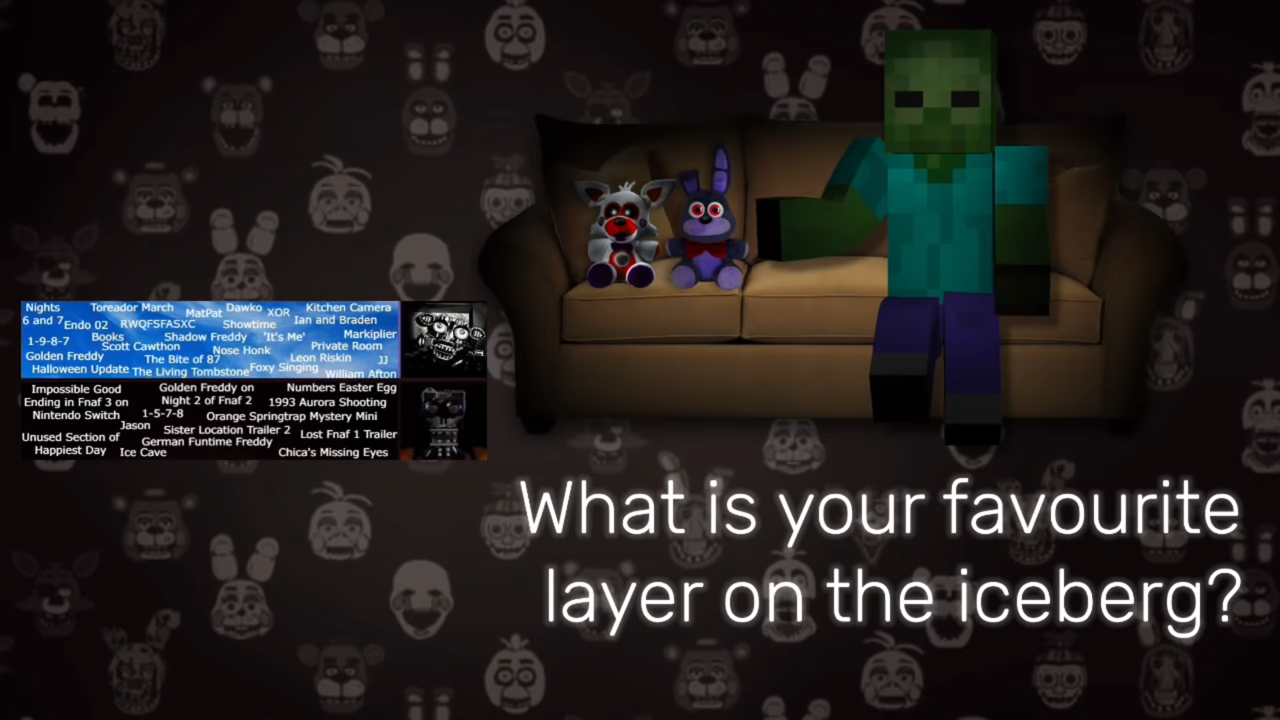 Nights Toreador March Dawko Kitchen Camera
MatPat XOR
6 and 7 Endo 02 RWQFSFASXC Showtime Ian and Braden
1-9-8-7 Books Shadow Freddy 'It's Me' Markiplier
Scott Cawthon Nose Honk Private Room
Golden Freddy The Bite of 87 Leon Riskin JJ
Halloween Update The Living Tombstone Foxy Singing William Afton
Impossible Good Golden Freddy on Numbers Easter Egg
Ending in Fnaf 3 on Night 2 of Fnaf 2 1993 Aurora Shooting
Nintendo Switch 1-5-7-8 Orange Springtrap Mystery Mini
Jason Sister Location Trailer 2 Lost Fnaf 1 Trailer
Unused Section of German Funtime Freddy
Happiest Day Ice Cave Chica's Missing Eyes
What is your favourite
layer on the iceberg?